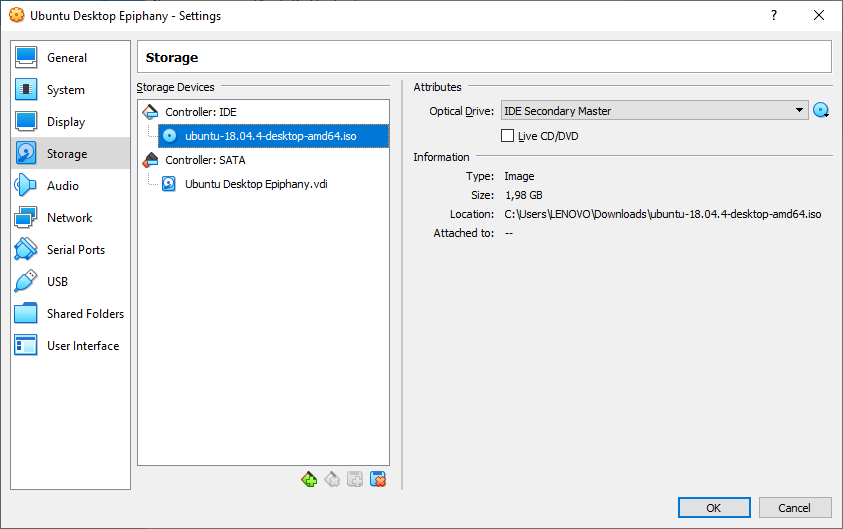 Ubuntu Desktop Epiphany - Settings
General
System
Display
Storage
Audio
Network
Serial Ports
USB
Shared Folders
User Interface
Storage
Storage Devices
Controller: IDE
ubuntu-18.04.4-desktop-amd64.iso
Controller: SATA
Ubuntu Desktop Epiphany.vdi
Attributes
Optical Drive: IDE Secondary Master
Live CD/DVD
Information
Type: Image
Size: 1,98 GB
Location: C:\Users\LENOVO\Downloads\ubuntu-18.04.4-desktop-amd64.iso
Attached to: --
OK Cancel